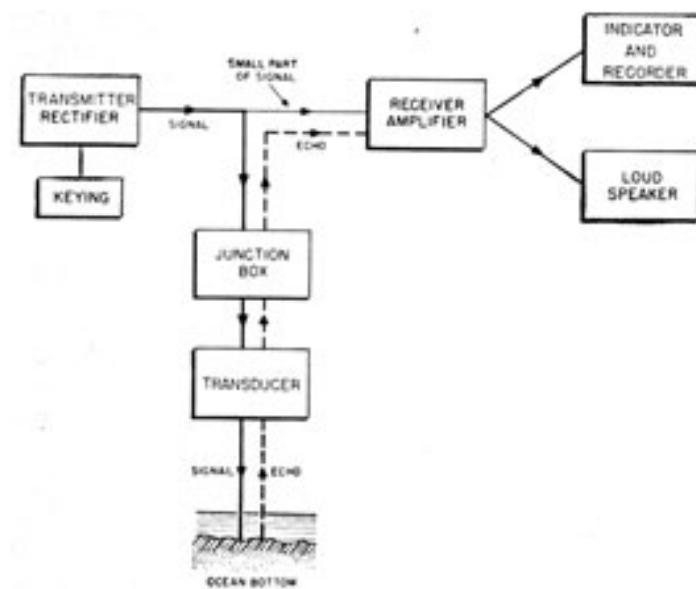 INDICATOR
AND
RECORDER
SMALL PART
OF SIGNAL
TRANSMITTER
RECTIFIER
SIGNAL
RECEIVER
AMPLIFIER
ECHO
KEYING
LOUD
SPEAKER
JUNCTION
BOX
TRANSDUCER
SIGNAL
ECHO
OCEAN BOTTOM